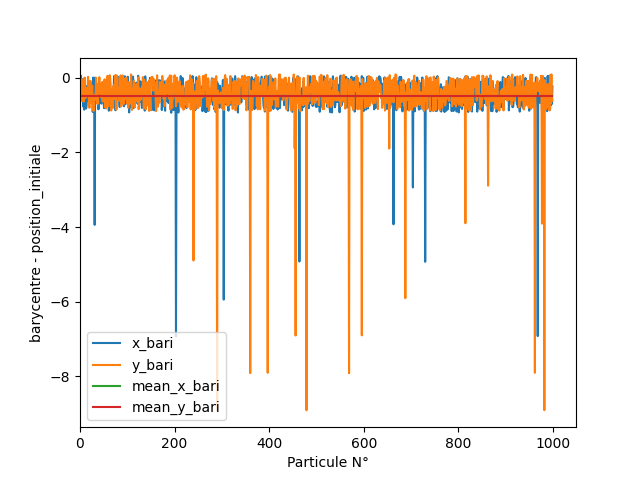 0
−2
−4
−6
−8
barycentre - position_initiale
x_bari
y_bari
mean_x_bari
mean_y_bari
0
200
400
600
800
1000
Particule N°